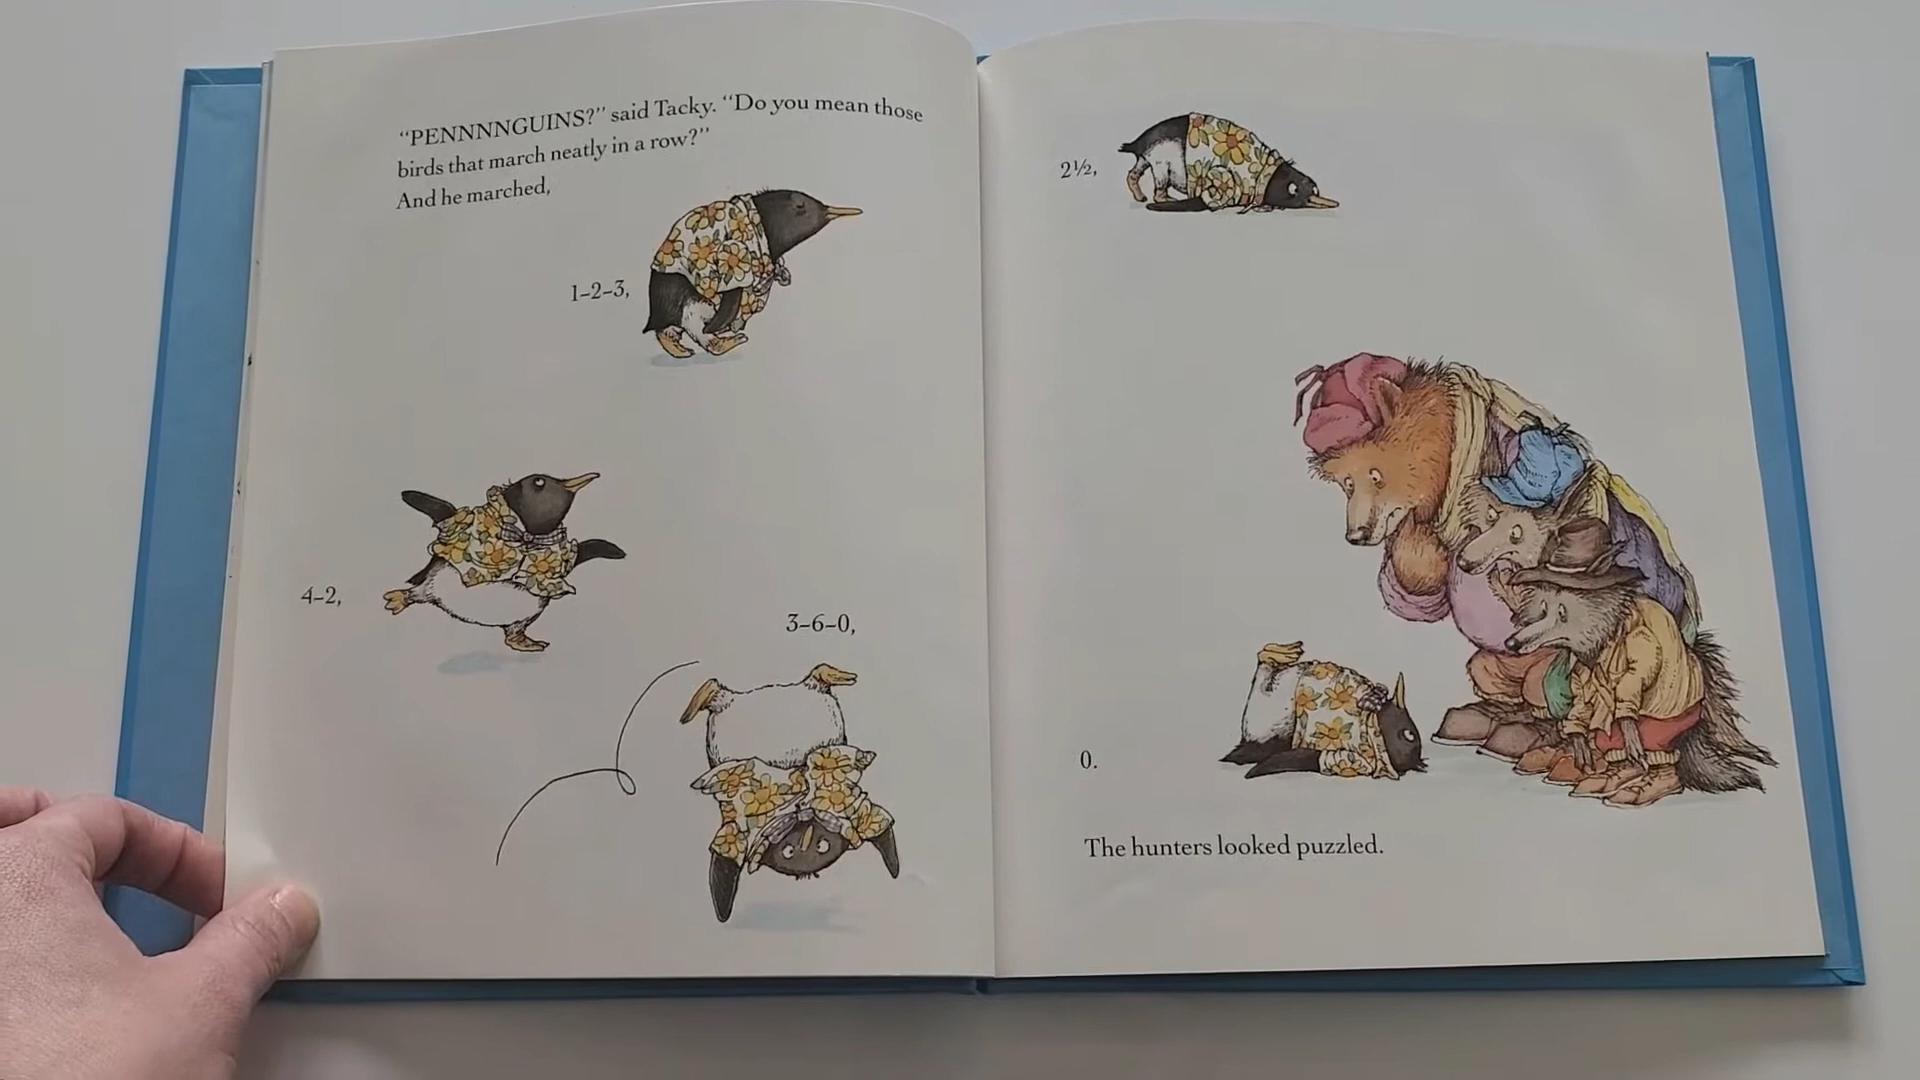 “PENNNNGUINS?” said Tacky. “Do you mean those
birds that march neatly in a row?”
And he marched,
1–2–3,
4–2,
3–6–0,
2½,
0.
The hunters looked puzzled.